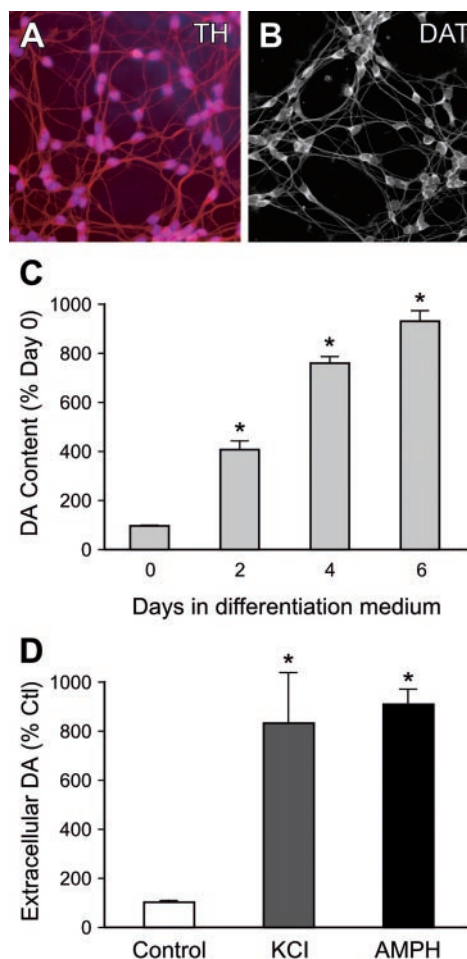 A TH
B DAT
C
DA Content (% Day 0)
1000
800
600
400
200
0
*
*
*
0 2 4 6
Days in differentiation medium
D
Extracellular DA (% Ctl)
1000
800
600
400
200
0
*
*
Control KCl AMPH